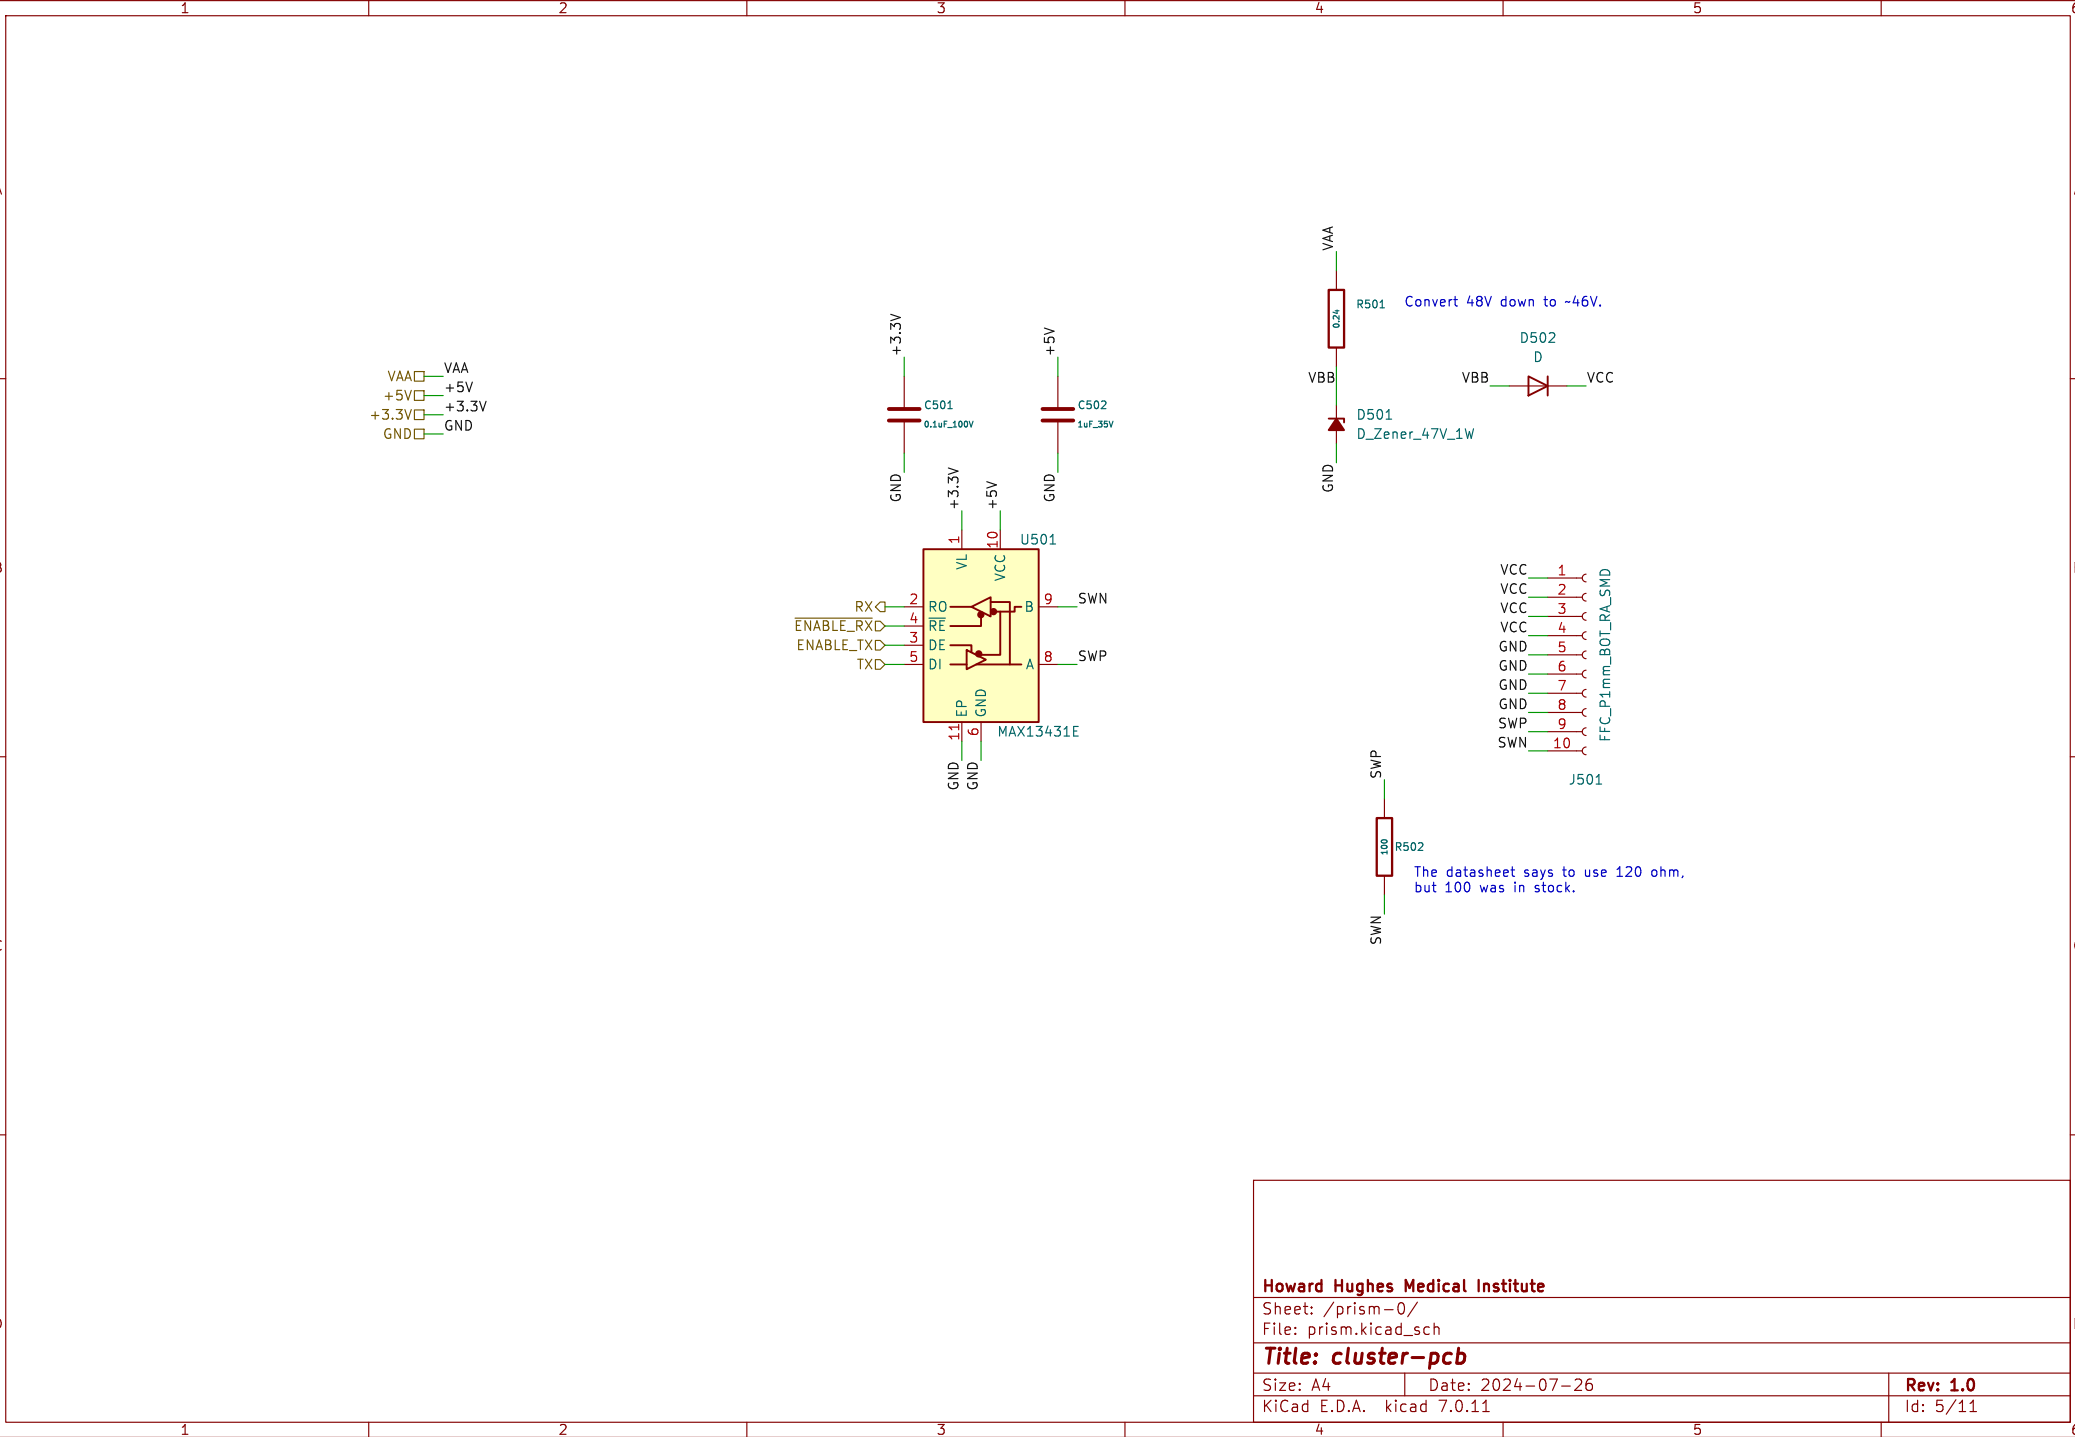 1 2 3 4 5 6
VAA
R501
0.24
Convert 48V down to ~46V.
+3.3V
+5V
D502
D
VAA VAA
+5V +5V
+3.3V +3.3V
GND GND
VBB
VBB VCC
C501
0.1uF_100V
C502
1uF_35V
D501
D_Zener_47V_1W
GND
GND
GND
+3.3V
+5V
U501
1 10
VL VCC
RX 2 RO B 9 SWN
ENABLE_RX 4 RE
ENABLE_TX 3 DE
TX 5 DI A 8 SWP
EP GND
11 6
MAX13431E
GND GND
VCC 1
VCC 2
VCC 3
VCC 4
GND 5
GND 6
GND 7
GND 8
SWP 9
SWN 10
FFC_P1mm_BOT_RA_SMD
J501
SWP
100
R502
The datasheet says to use 120 ohm,
but 100 was in stock.
SWN
Howard Hughes Medical Institute
Sheet: /prism-0/
File: prism.kicad_sch
Title: cluster-pcb
Size: A4 Date: 2024-07-26 Rev: 1.0
KiCad E.D.A. kicad 7.0.11 Id: 5/11
1 2 3 4 5 6